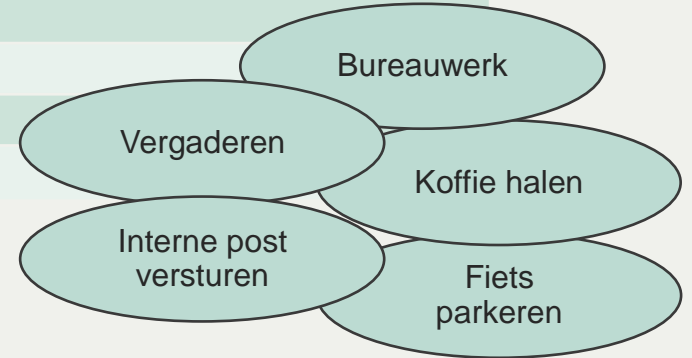 Bureauwerk
Vergaderen
Koffie halen
Interne post
versturen
Fiets
parkeren